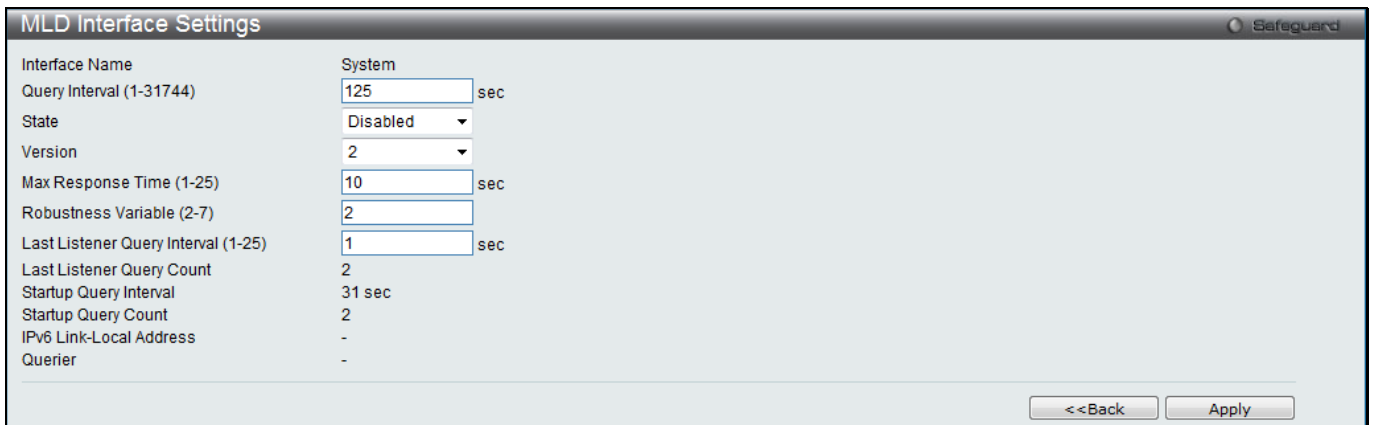 MLD Interface Settings
Safeguard
Interface Name System
Query Interval (1-31744) 125 sec
State Disabled
Version 2
Max Response Time (1-25) 10 sec
Robustness Variable (2-7) 2
Last Listener Query Interval (1-25) 1 sec
Last Listener Query Count 2
Startup Query Interval 31 sec
Startup Query Count 2
IPv6 Link-Local Address -
Querier -
<<Back Apply